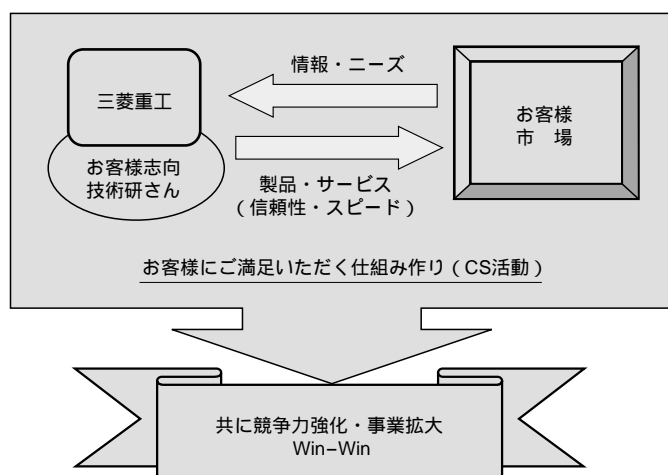 情報・ニーズ
三菱重工
お客様
市　場
お客様志向
技術研さん
製品・サービス
（信頼性・スピード）
お客様にご満足いただく仕組み作り（CS活動）
共に競争力強化・事業拡大
Win−Win